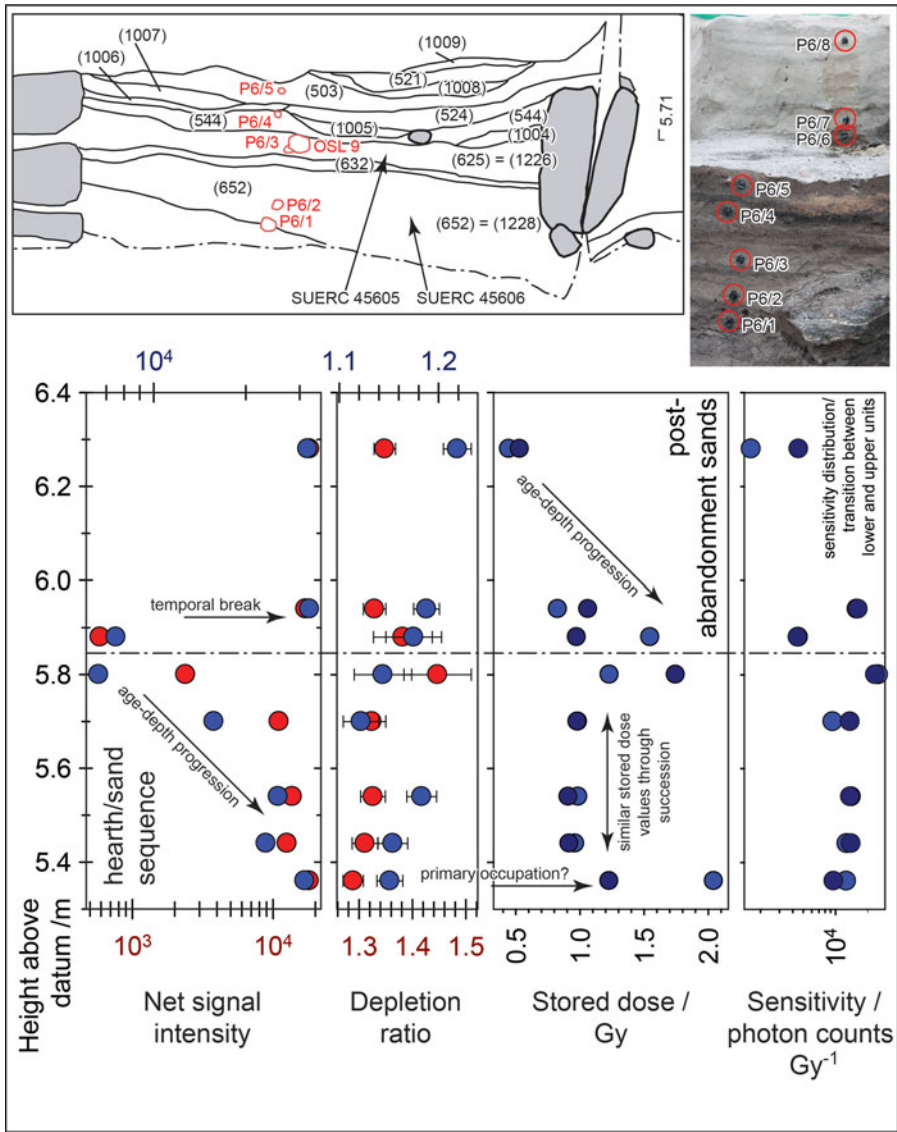 (1009)
(1007)
(1006)
P6/5
(503)
(521)
(1008)
(544)
P6/4
(524)
(544)
(1005)
(1004)
P6/3
OSL 9
(632)
(625) = (1226)
(652)
P6/2
P6/1
(652) = (1228)
SUERC 45605
SUERC 45606
5.71
P6/8
P6/7
P6/6
P6/5
P6/4
P6/3
P6/2
P6/1
10⁴
1.1
1.2
6.4
6.2
6.0
5.8
5.6
5.4
Height above
datum /m
temporal break
age-depth progression
hearth/sand
sequence
10³
10⁴
Net signal
intensity
1.3
1.4
1.5
Depletion
ratio
post-
abandonment sands
age-depth progression
similar stored dose
values through
succession
primary occupation?
0.5
1.0
1.5
2.0
Stored dose /
Gy
sensitivity distribution/
transition between
lower and upper units
10⁴
Sensitivity /
photon counts
Gy⁻¹